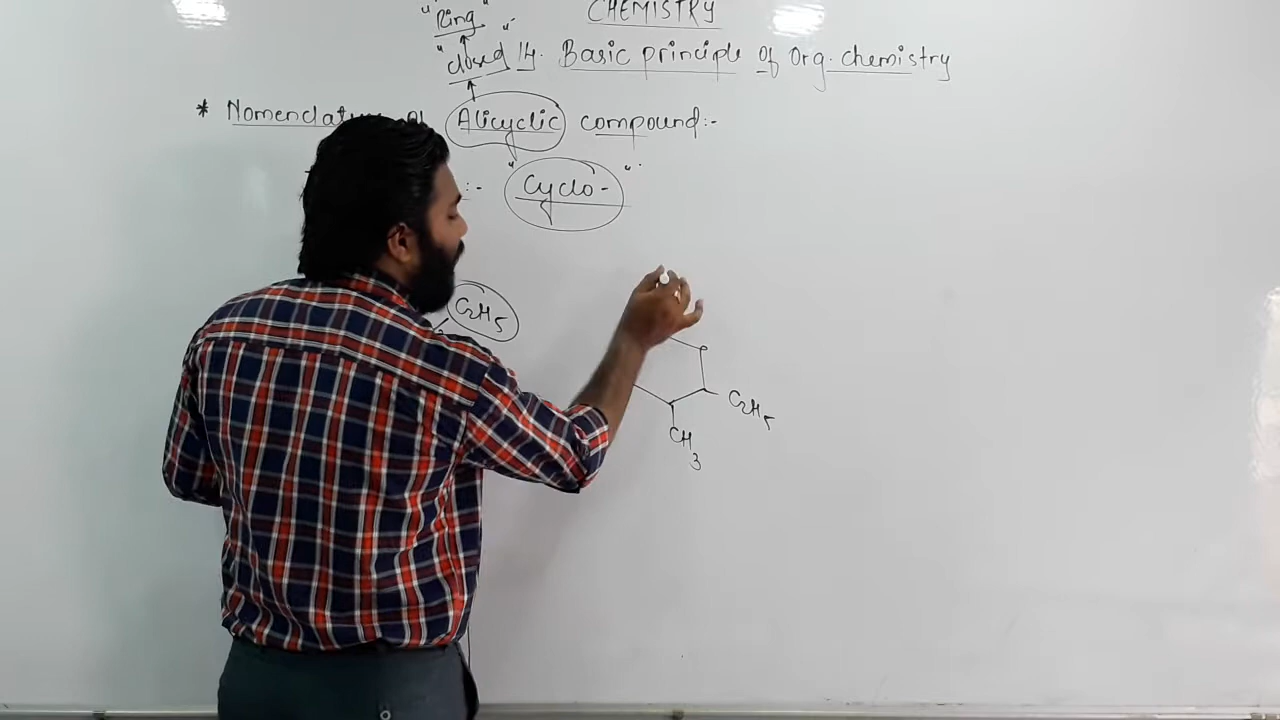 CHEMISTRY
"Ring"
"closed"
14. Basic principle of Org. chemistry
* Nomenclature of Alicyclic compound:-
:- "Cyclo-"
C2H5
C2H5
CH3